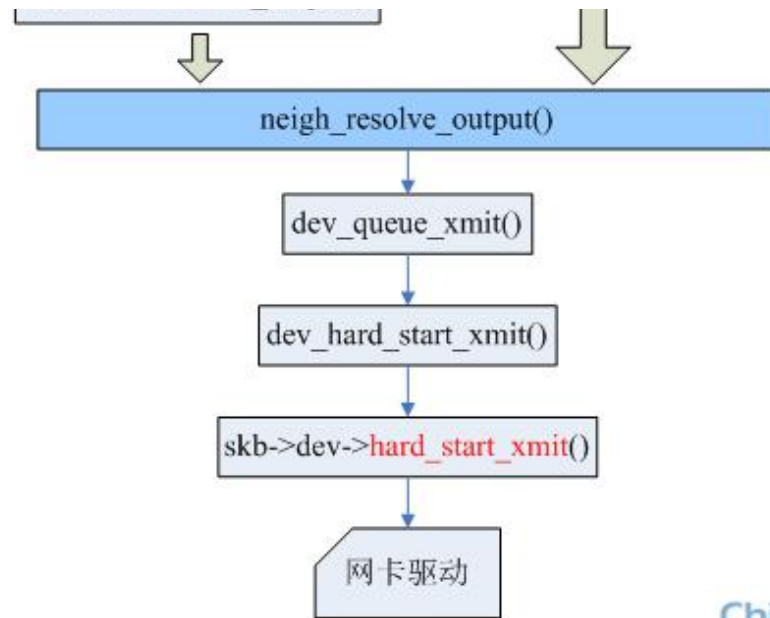 neigh_resolve_output()
dev_queue_xmit()
dev_hard_start_xmit()
skb->dev->hard_start_xmit()
网卡驱动